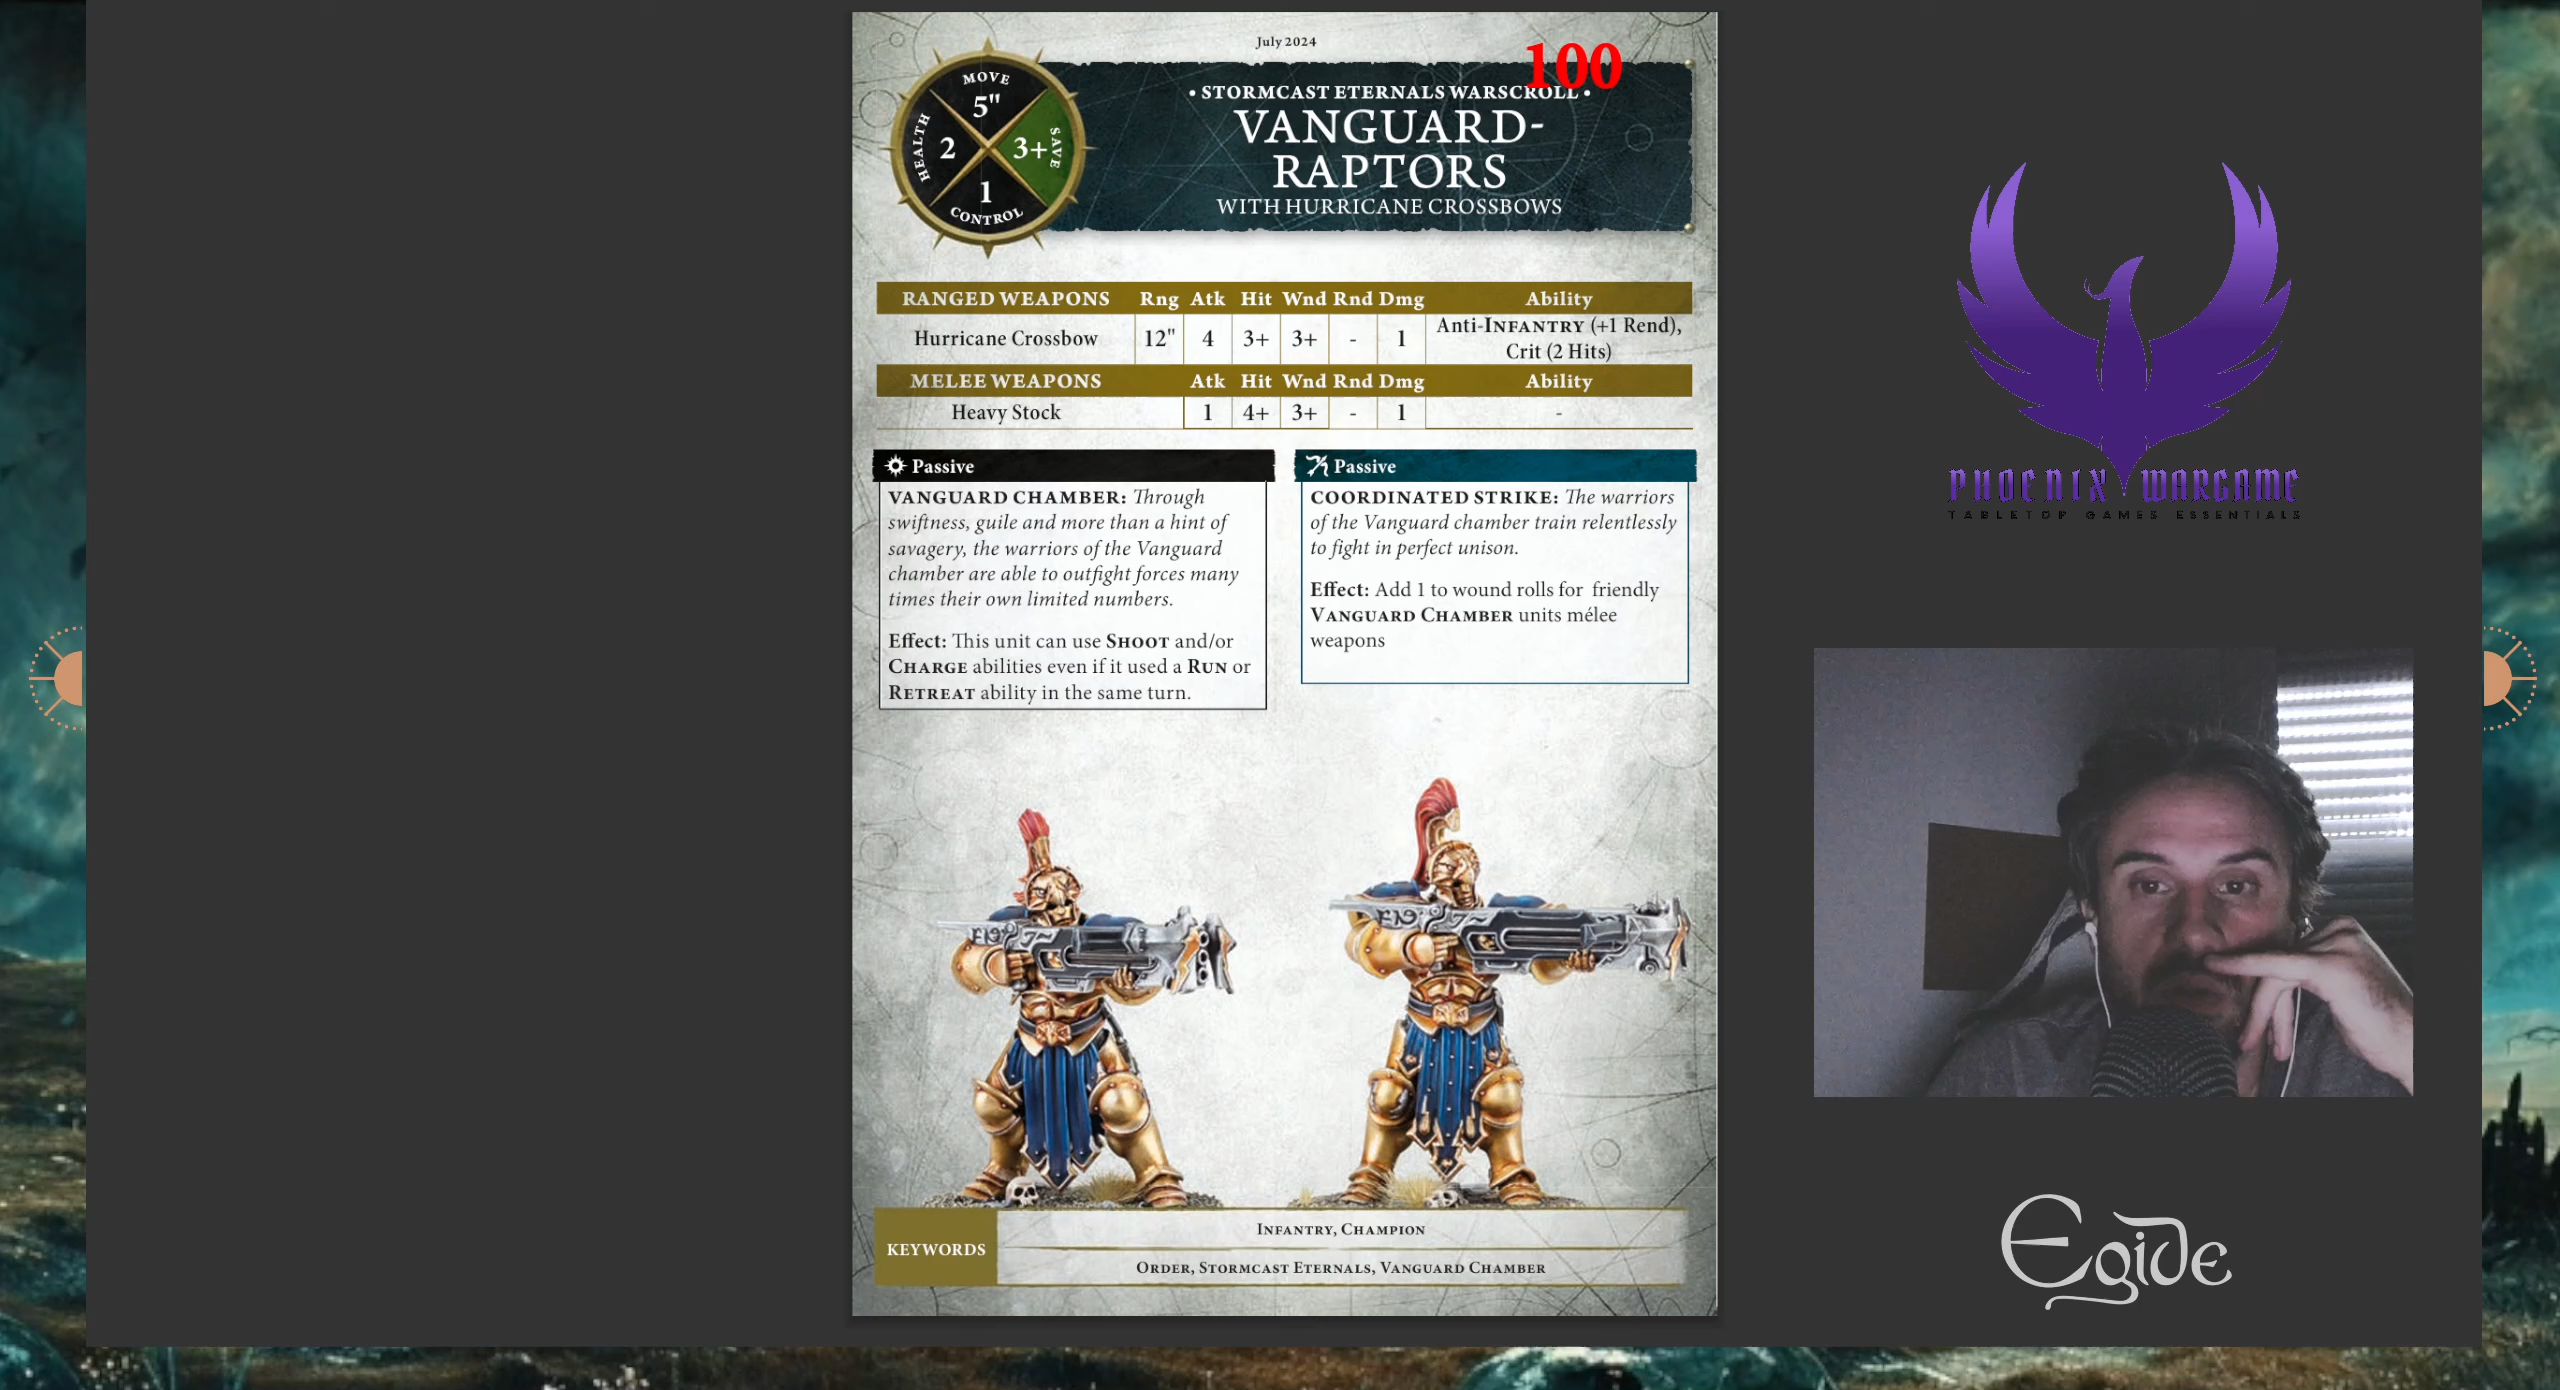 July 2024
100
• STORMCAST ETERNALS WARSCROLL •
VANGUARD-
RAPTORS
WITH HURRICANE CROSSBOWS
MOVE
5"
HEALTH
2
3+
SAVE
1
CONTROL
RANGED WEAPONS Rng Atk Hit Wnd Rnd Dmg Ability
Hurricane Crossbow 12" 4 3+ 3+ - 1 Anti-INFANTRY (+1 Rend),
Crit (2 Hits)
MELEE WEAPONS Atk Hit Wnd Rnd Dmg Ability
Heavy Stock 1 4+ 3+ - 1 -
Passive
VANGUARD CHAMBER: Through
swiftness, guile and more than a hint of
savagery, the warriors of the Vanguard
chamber are able to outfight forces many
times their own limited numbers.
Effect: This unit can use SHOOT and/or
CHARGE abilities even if it used a RUN or
RETREAT ability in the same turn.
Passive
COORDINATED STRIKE: The warriors
of the Vanguard chamber train relentlessly
to fight in perfect unison.
Effect: Add 1 to wound rolls for friendly
VANGUARD CHAMBER units mélee
weapons
KEYWORDS
INFANTRY, CHAMPION
ORDER, STORMCAST ETERNALS, VANGUARD CHAMBER
PHOENIX WARGAME
TABLETOP GAMES ESSENTIALS
Egide